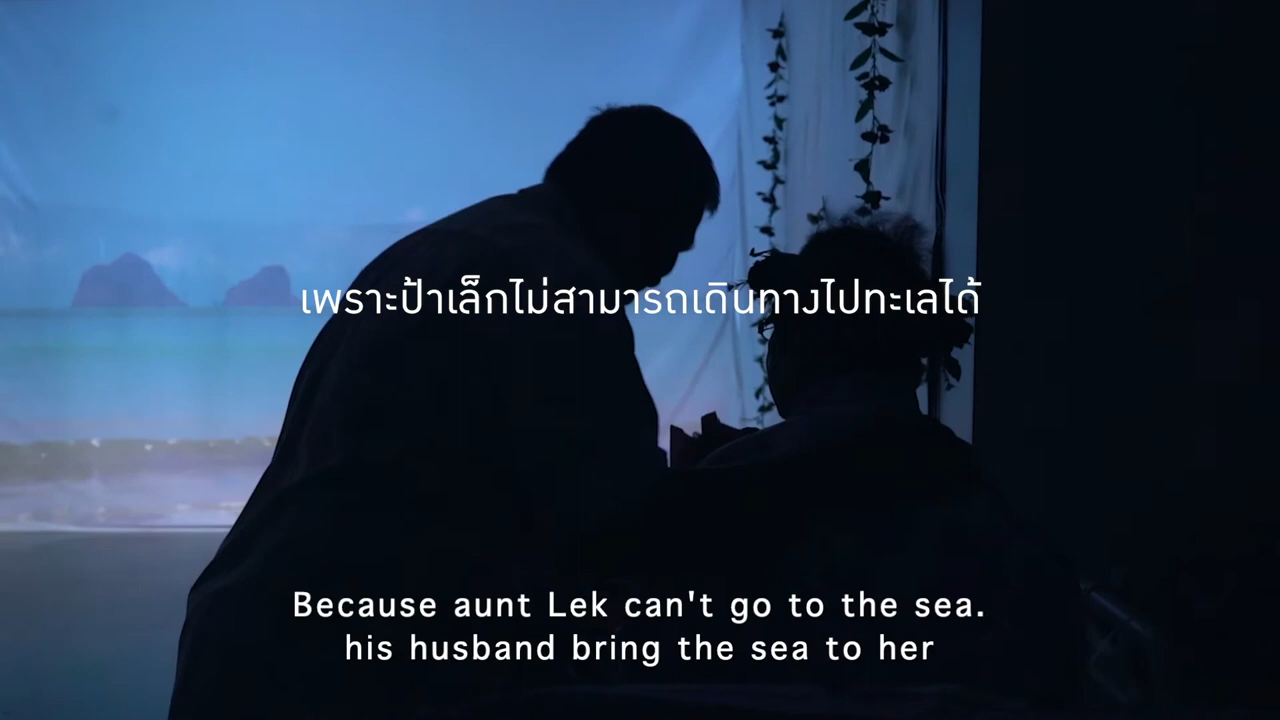 เพราะป้าเล็กไม่สามารถเดินทางไปทะเลได้
Because aunt Lek can't go to the sea.
his husband bring the sea to her